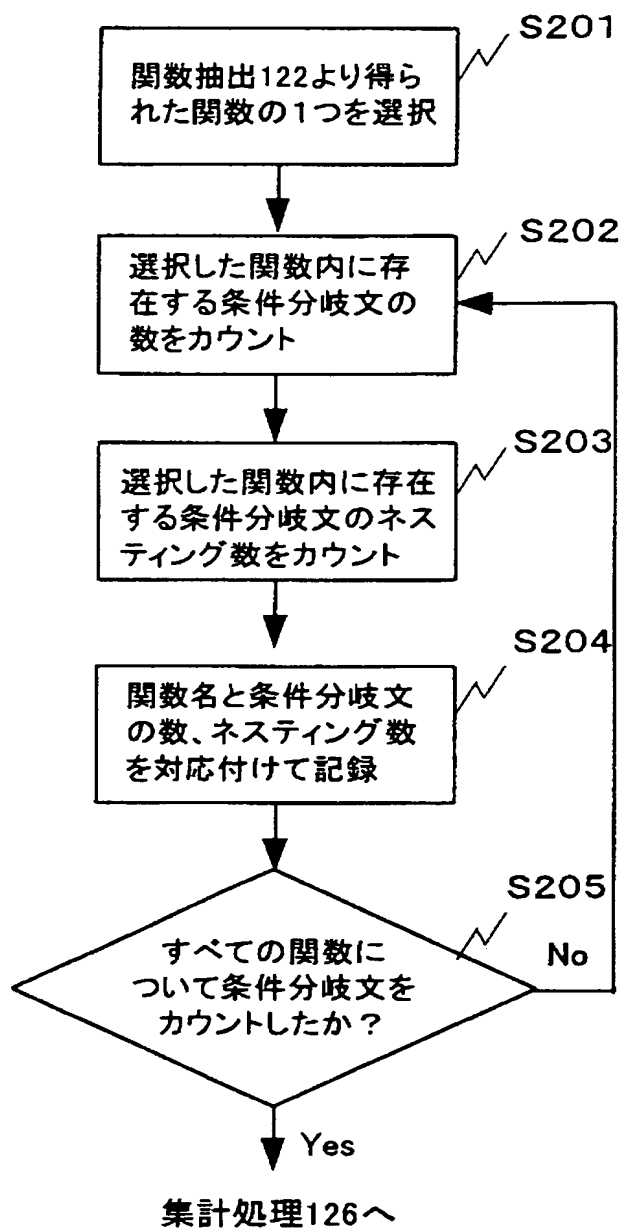 S201
関数抽出122より得ら
れた関数の1つを選択
S202
選択した関数内に存
在する条件分岐文の
数をカウント
S203
選択した関数内に存在
する条件分岐文のネス
ティング数をカウント
S204
関数名と条件分岐文
の数、ネスティング数
を対応付けて記録
S205
すべての関数に
ついて条件分岐文を
カウントしたか？
No
Yes
集計処理126へ